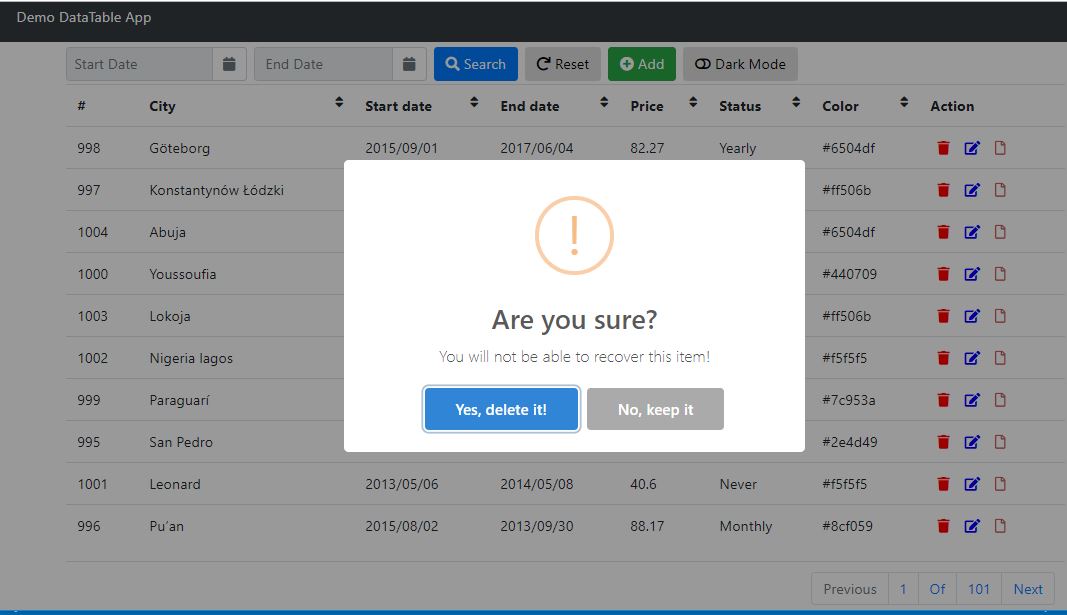 Demo DataTable App
Start Date End Date Search Reset Add Dark Mode
# City Start date End date Price Status Color Action
998 Göteborg 2015/09/01 2017/06/04 82.27 Yearly #6504df
997 Konstantynów Łódzki #ff506b
1004 Abuja #6504df
1000 Youssoufia #440709
1003 Lokoja #ff506b
1002 Nigeria lagos #f5f5f5
999 Paraguarí #7c953a
995 San Pedro #2e4d49
!
Are you sure?
You will not be able to recover this item!
Yes, delete it! No, keep it
1001 Leonard 2013/05/06 2014/05/08 40.6 Never #f5f5f5
996 Pu’an 2015/08/02 2013/09/30 88.17 Monthly #8cf059
Previous 1 Of 101 Next